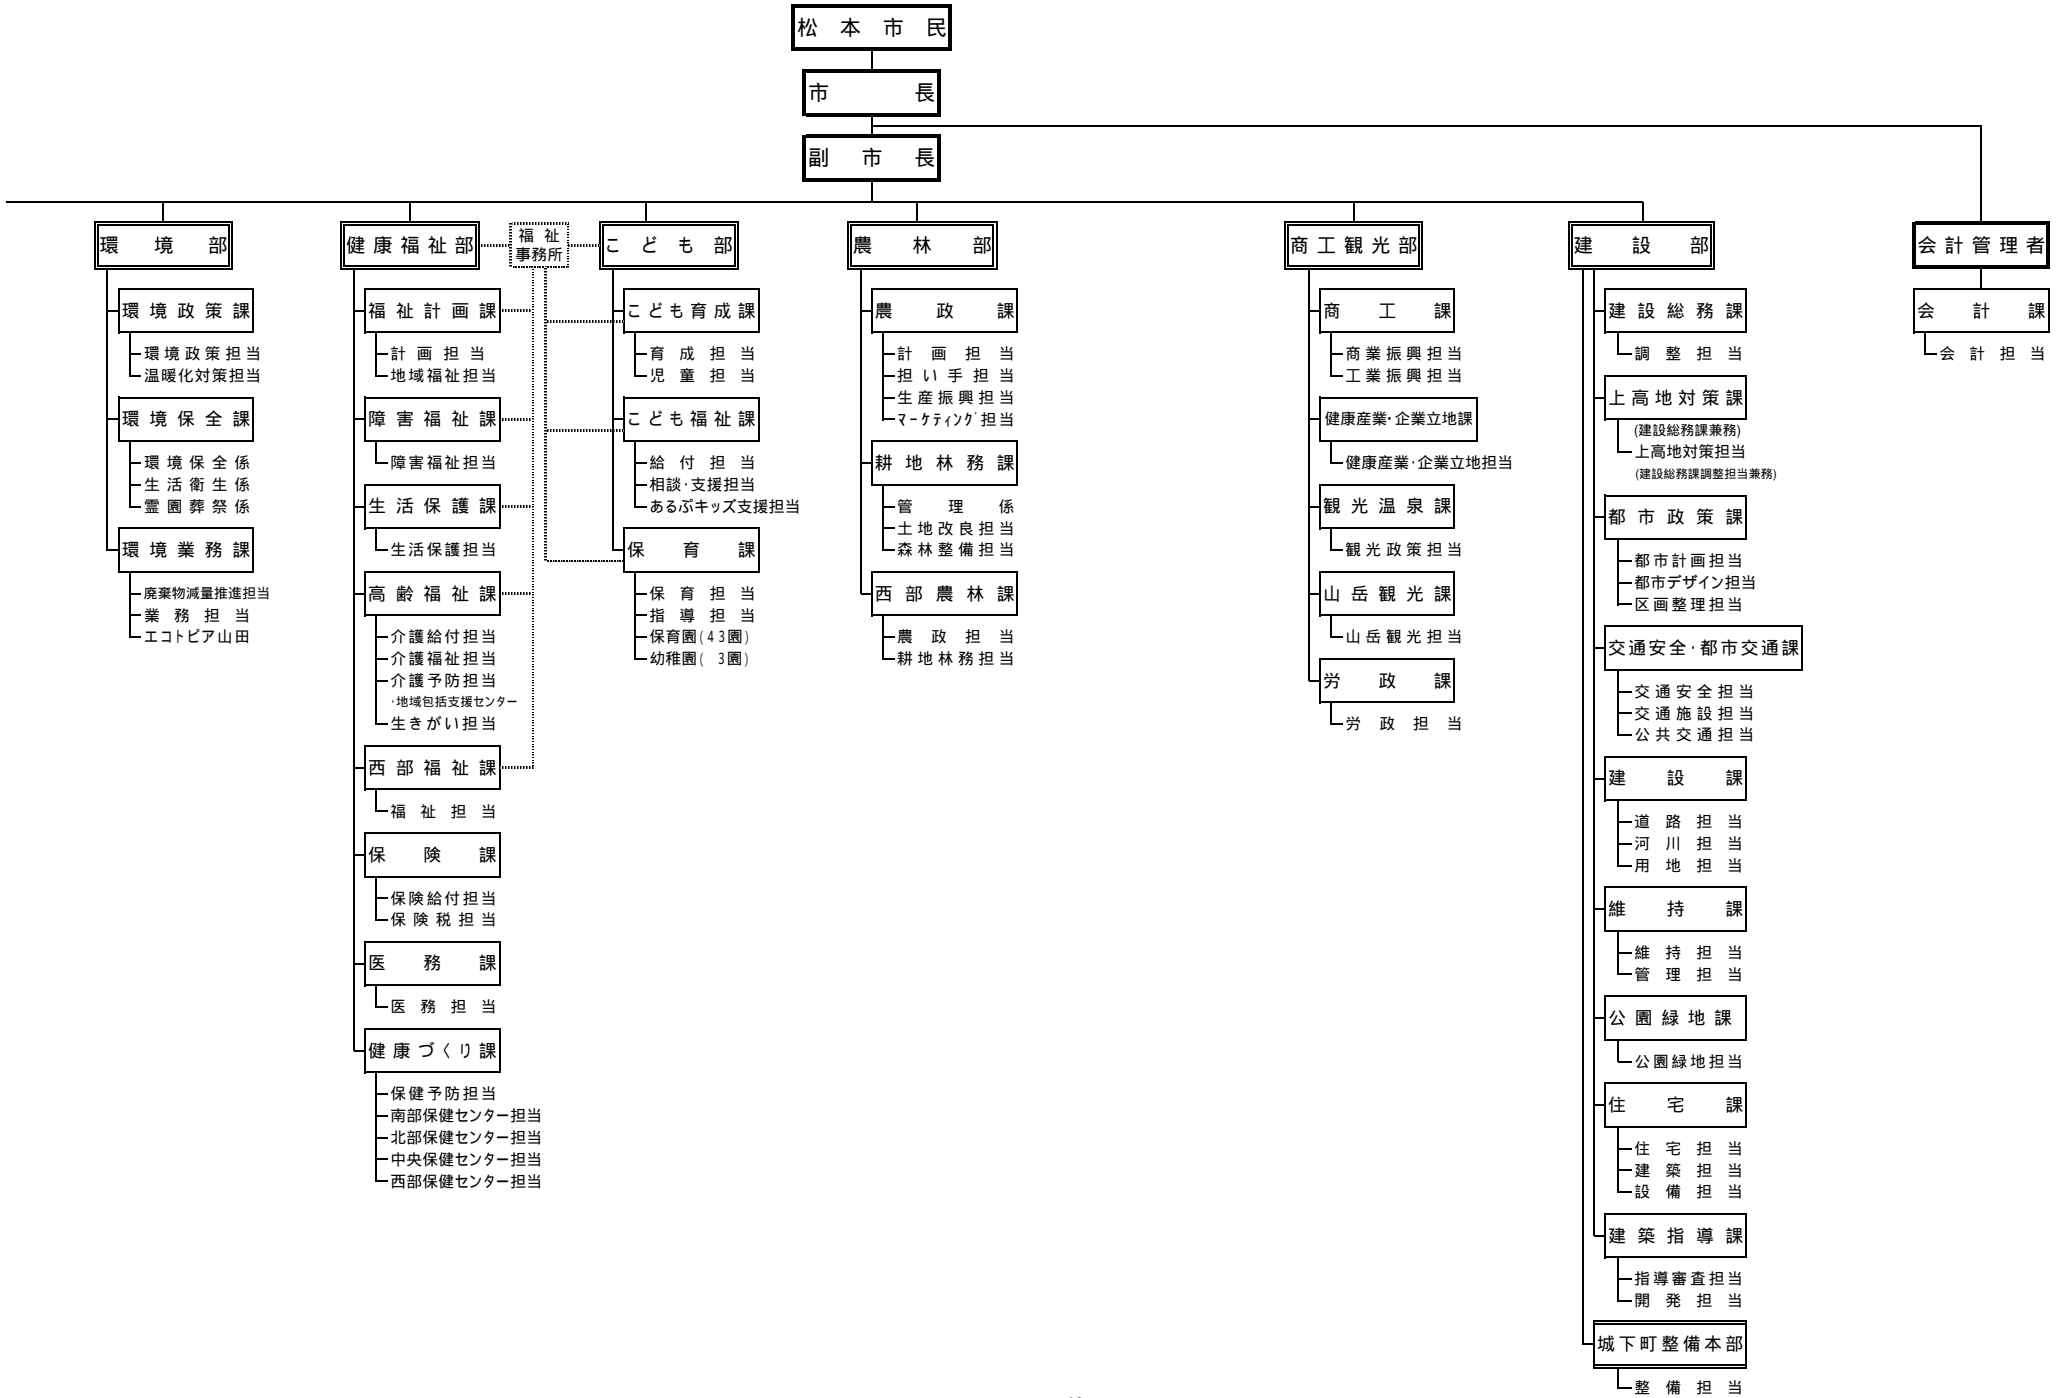 松本市民
市長
副市長
環境部
環境政策課
環境政策担当
温暖化対策担当
環境保全課
環境保全係
生活衛生係
霊園葬祭係
環境業務課
廃棄物減量推進担当
業務担当
エコトピア山田
健康福祉部
福祉計画課
計画担当
地域福祉担当
障害福祉課
障害福祉担当
生活保護課
生活保護担当
高齢福祉課
介護給付担当
介護福祉担当
介護予防担当
・地域包括支援センター
生きがい担当
西部福祉課
福祉担当
保険課
保険給付担当
保険税担当
医務課
医務担当
健康づくり課
保健予防担当
南部保健センター担当
北部保健センター担当
中央保健センター担当
西部保健センター担当
福祉
事務所
こども部
こども育成課
育成担当
児童担当
こども福祉課
給付担当
相談・支援担当
あるぷキッズ支援担当
保育課
保育担当
指導担当
保育園(43園)
幼稚園( 3園)
農林部
農政課
計画担当
担い手担当
生産振興担当
マーケティング担当
耕地林務課
管理係
土地改良担当
森林整備担当
西部農林課
農政担当
耕地林務担当
商工観光部
商工課
商業振興担当
工業振興担当
健康産業・企業立地課
健康産業・企業立地担当
観光温泉課
観光政策担当
山岳観光課
山岳観光担当
労政課
労政担当
建設部
建設総務課
調整担当
上高地対策課
(建設総務課兼務)
上高地対策担当
(建設総務課調整担当兼務)
都市政策課
都市計画担当
都市デザイン担当
区画整理担当
交通安全・都市交通課
交通安全担当
交通施設担当
公共交通担当
建設課
道路担当
河川担当
用地担当
維持課
維持担当
管理担当
公園緑地課
公園緑地担当
住宅課
住宅担当
建築担当
設備担当
建築指導課
指導審査担当
開発担当
城下町整備本部
整備担当
会計管理者
会計課
会計担当